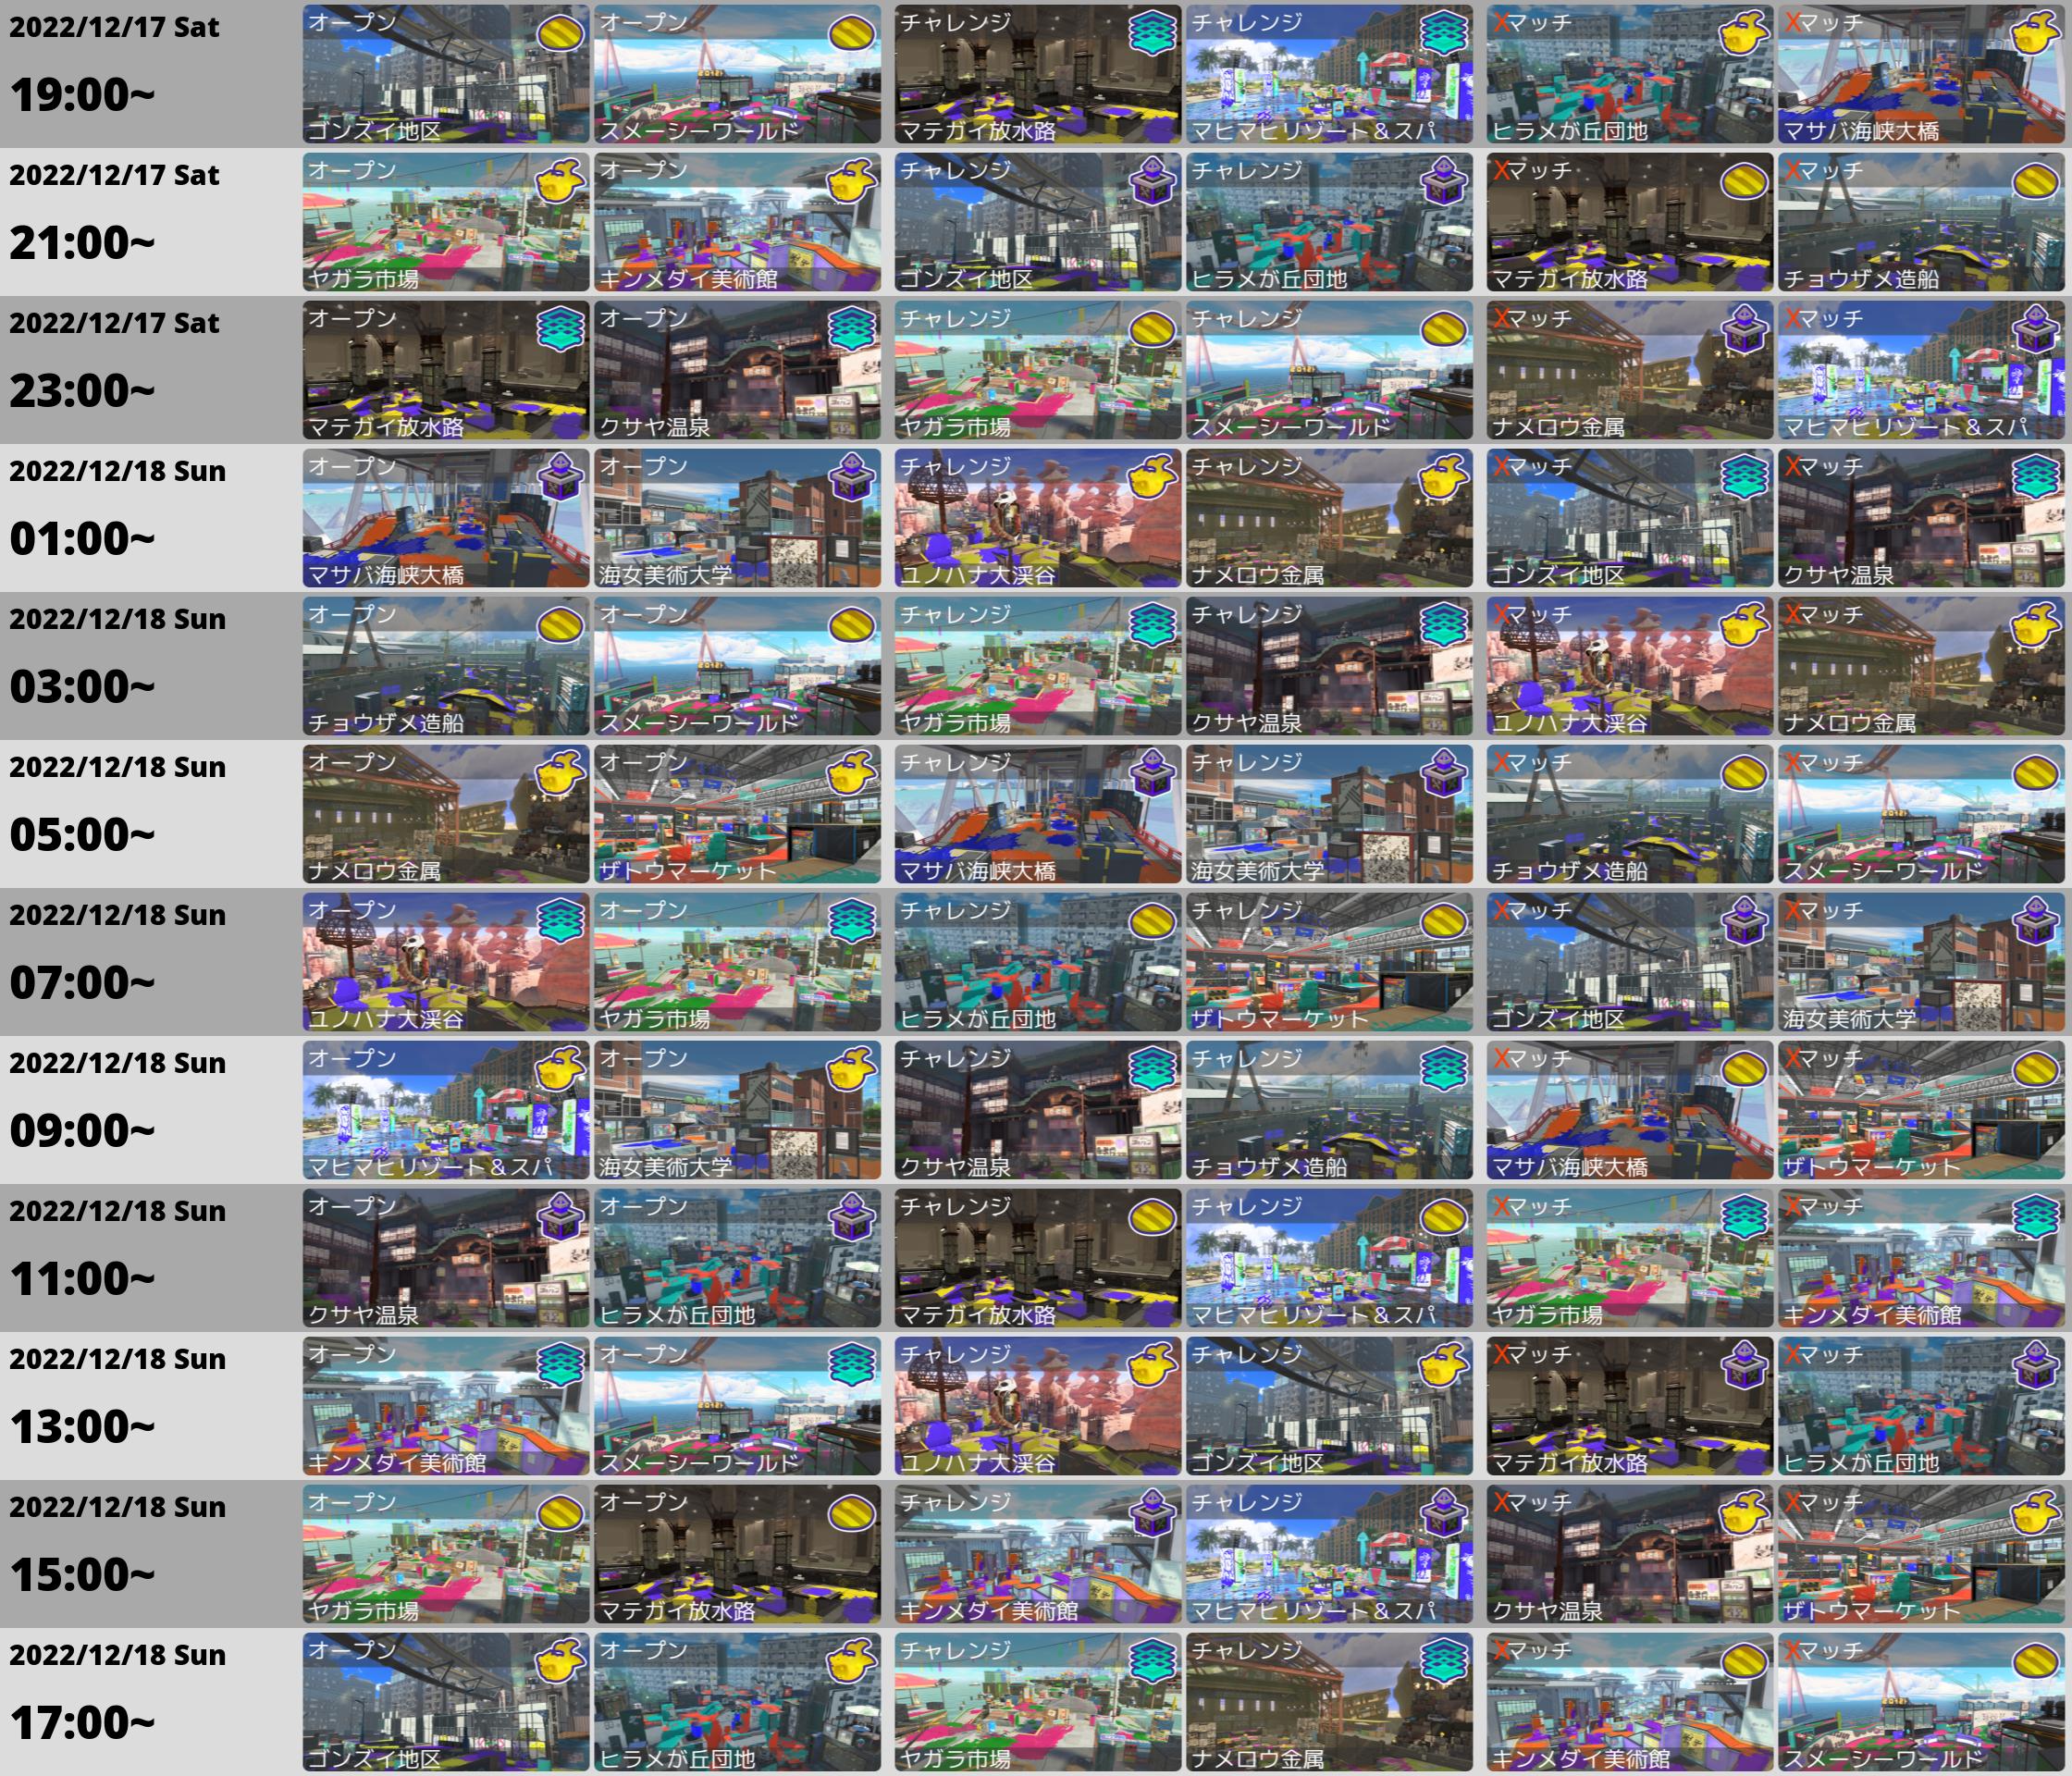 2022/12/17 Sat
19:00~
オープン オープン チャレンジ チャレンジ Xマッチ Xマッチ
ゴンズイ地区 スメーシーワールド マテガイ放水路 マヒマヒリゾート&スパ ヒラメが丘団地 マサバ海峡大橋
2022/12/17 Sat
21:00~
オープン オープン チャレンジ チャレンジ Xマッチ Xマッチ
ヤガラ市場 キンメダイ美術館 ゴンズイ地区 ヒラメが丘団地 マテガイ放水路 チョウザメ造船
2022/12/17 Sat
23:00~
オープン オープン チャレンジ チャレンジ Xマッチ Xマッチ
マテガイ放水路 クサヤ温泉 ヤガラ市場 スメーシーワールド ナメロウ金属 マヒマヒリゾート&スパ
2022/12/18 Sun
01:00~
オープン オープン チャレンジ チャレンジ Xマッチ Xマッチ
マサバ海峡大橋 海女美術大学 ユノハナ大渓谷 ナメロウ金属 ゴンズイ地区 クサヤ温泉
2022/12/18 Sun
03:00~
オープン オープン チャレンジ チャレンジ Xマッチ Xマッチ
チョウザメ造船 スメーシーワールド ヤガラ市場 クサヤ温泉 ユノハナ大渓谷 ナメロウ金属
2022/12/18 Sun
05:00~
オープン オープン チャレンジ チャレンジ Xマッチ Xマッチ
ナメロウ金属 ザトウマーケット マサバ海峡大橋 海女美術大学 チョウザメ造船 スメーシーワールド
2022/12/18 Sun
07:00~
オープン オープン チャレンジ チャレンジ Xマッチ Xマッチ
ユノハナ大渓谷 ヤガラ市場 ヒラメが丘団地 ザトウマーケット ゴンズイ地区 海女美術大学
2022/12/18 Sun
09:00~
オープン オープン チャレンジ チャレンジ Xマッチ Xマッチ
マヒマヒリゾート&スパ 海女美術大学 クサヤ温泉 チョウザメ造船 マサバ海峡大橋 ザトウマーケット
2022/12/18 Sun
11:00~
オープン オープン チャレンジ チャレンジ Xマッチ Xマッチ
クサヤ温泉 ヒラメが丘団地 マテガイ放水路 マヒマヒリゾート&スパ ヤガラ市場 キンメダイ美術館
2022/12/18 Sun
13:00~
オープン オープン チャレンジ チャレンジ Xマッチ Xマッチ
キンメダイ美術館 スメーシーワールド ユノハナ大渓谷 ゴンズイ地区 マテガイ放水路 ヒラメが丘団地
2022/12/18 Sun
15:00~
オープン オープン チャレンジ チャレンジ Xマッチ Xマッチ
ヤガラ市場 マテガイ放水路 キンメダイ美術館 マヒマヒリゾート&スパ クサヤ温泉 ザトウマーケット
2022/12/18 Sun
17:00~
オープン オープン チャレンジ チャレンジ Xマッチ Xマッチ
ゴンズイ地区 ヒラメが丘団地 ヤガラ市場 ナメロウ金属 キンメダイ美術館 スメーシーワールド